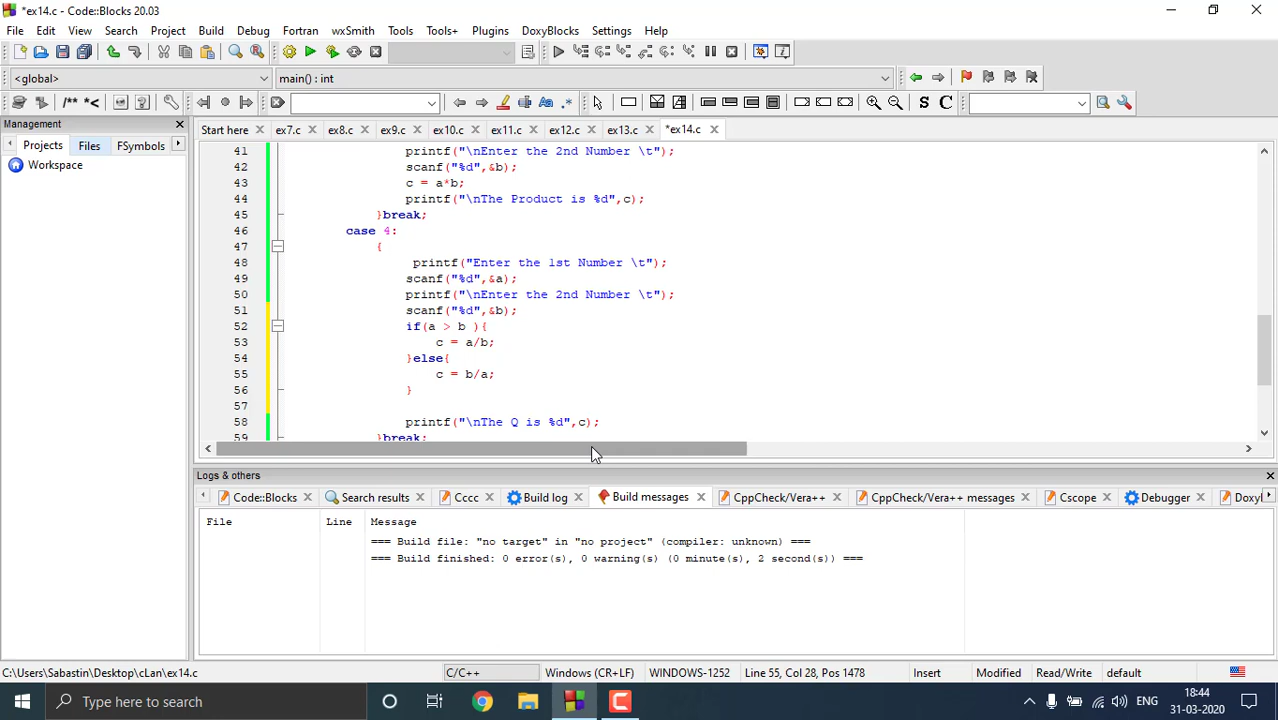 *ex14.c - Code::Blocks 20.03
File Edit View Search Project Build Debug Fortran wxSmith Tools Tools+ Plugins DoxyBlocks Settings Help
<global> main() : int
/** *< Aa .* S C
Management
Projects Files FSymbols
Workspace
Start here ex7.c ex8.c ex9.c ex10.c ex11.c ex12.c ex13.c *ex14.c
41 printf("\nEnter the 2nd Number \t");
42 scanf("%d",&b);
43 c = a*b;
44 printf("\nThe Product is %d",c);
45 }break;
46 case 4:
47 {
48 printf("Enter the 1st Number \t");
49 scanf("%d",&a);
50 printf("\nEnter the 2nd Number \t");
51 scanf("%d",&b);
52 if(a > b ){
53 c = a/b;
54 }else{
55 c = b/a;
56 }
57
58 printf("\nThe Q is %d",c);
59 }break;
Logs & others
Code::Blocks Search results Cccc Build log Build messages CppCheck/Vera++ CppCheck/Vera++ messages Cscope Debugger Doxyl
File Line Message
=== Build file: "no target" in "no project" (compiler: unknown) ===
=== Build finished: 0 error(s), 0 warning(s) (0 minute(s), 2 second(s)) ===
C:\Users\Sabastin\Desktop\cLan\ex14.c C/C++ Windows (CR+LF) WINDOWS-1252 Line 55, Col 28, Pos 1478 Insert Modified Read/Write default
Type here to search
ENG
18:44
31-03-2020